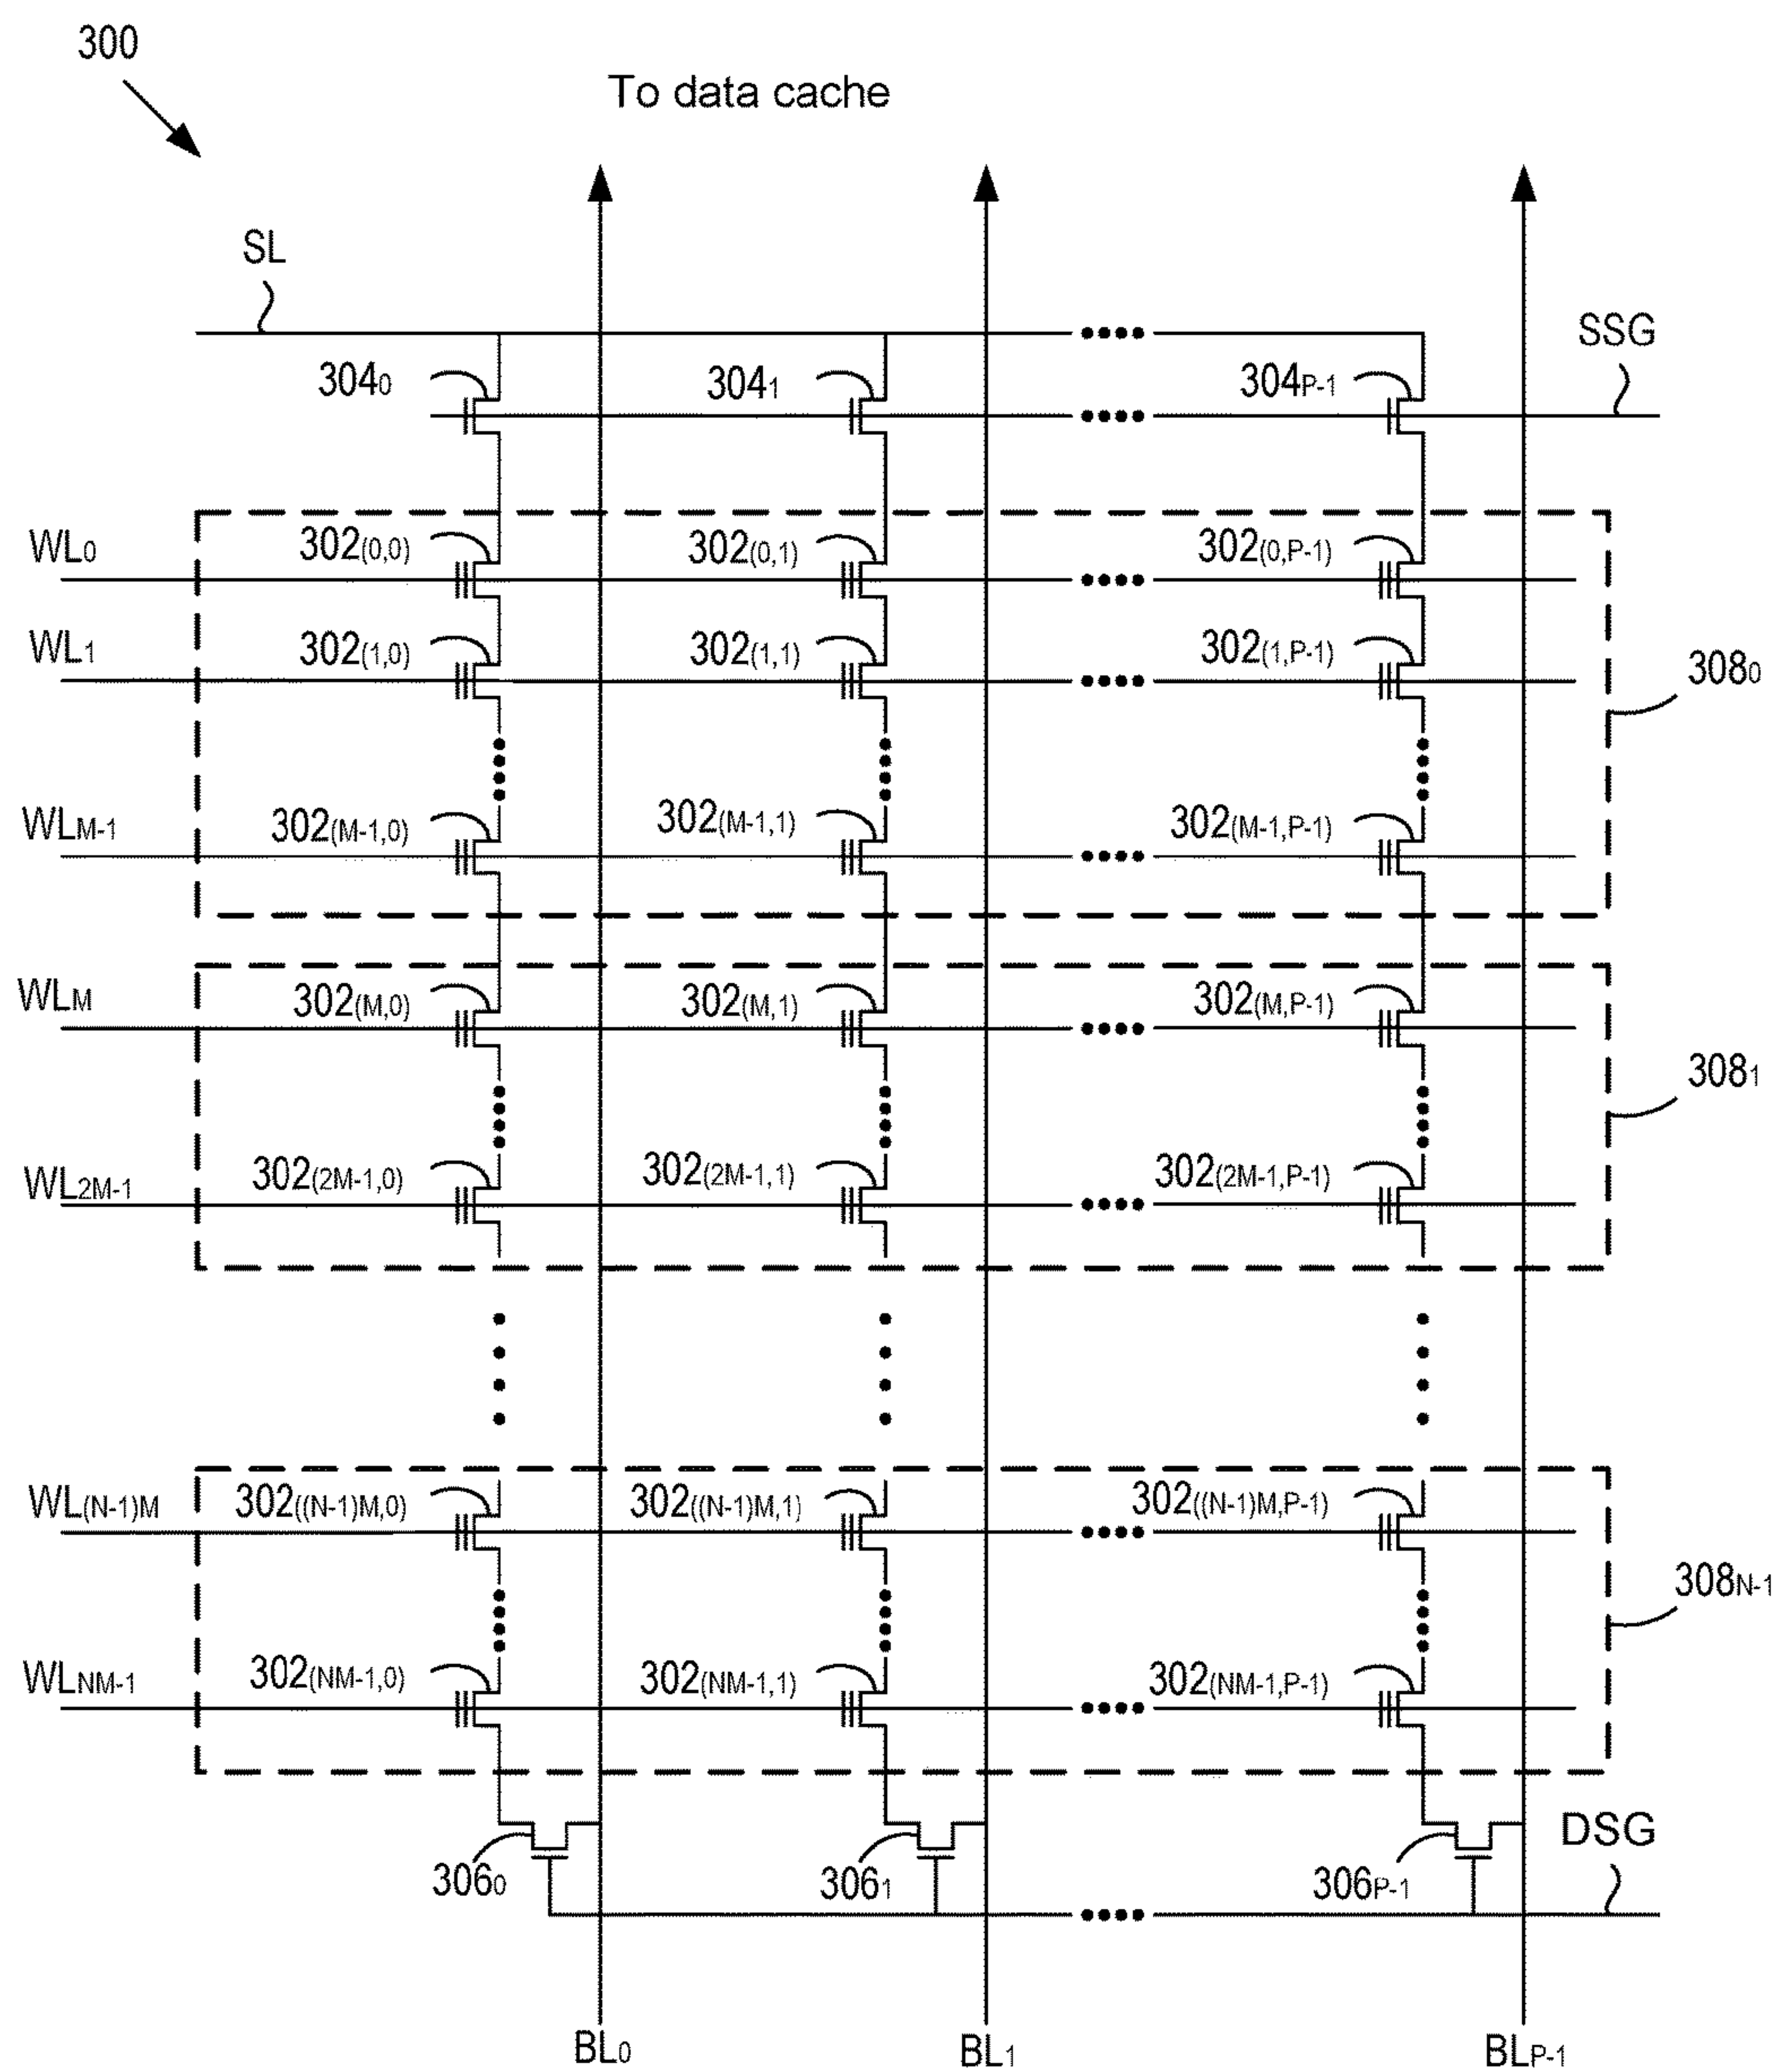 300
To data cache
SL
SSG
304₀ 304₁ 304P-1
WL₀ 302(0,0) 302(0,1) 302(0,P-1)
WL₁ 302(1,0) 302(1,1) 302(1,P-1)
308₀
WLM-1 302(M-1,0) 302(M-1,1) 302(M-1,P-1)
WLM 302(M,0) 302(M,1) 302(M,P-1)
308₁
WL2M-1 302(2M-1,0) 302(2M-1,1) 302(2M-1,P-1)
WL(N-1)M 302((N-1)M,0) 302((N-1)M,1) 302((N-1)M,P-1)
308N-1
WLNM-1 302(NM-1,0) 302(NM-1,1) 302(NM-1,P-1)
DSG
306₀ 306₁ 306P-1
BL₀ BL₁ BLP-1